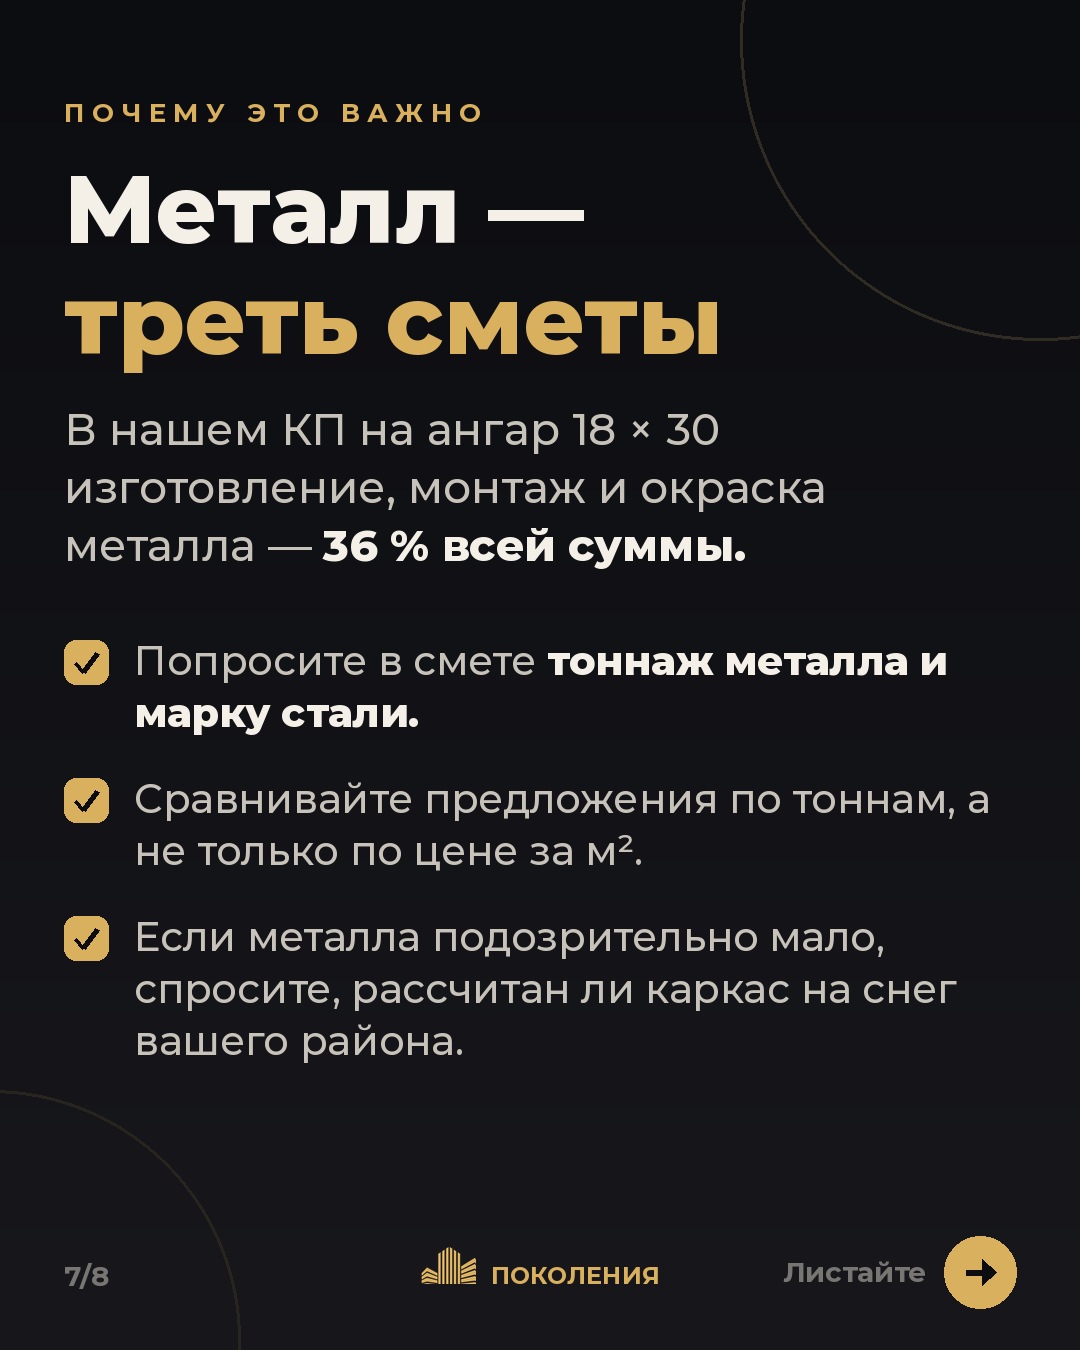 ПОЧЕМУ ЭТО ВАЖНО
Металл —
треть сметы
В нашем КП на ангар 18 × 30
изготовление, монтаж и окраска
металла — 36 % всей суммы.
Попросите в смете тоннаж металла и
марку стали.
Сравнивайте предложения по тоннам, а
не только по цене за м².
Если металла подозрительно мало,
спросите, рассчитан ли каркас на снег
вашего района.
7/8
ПОКОЛЕНИЯ
Листайте